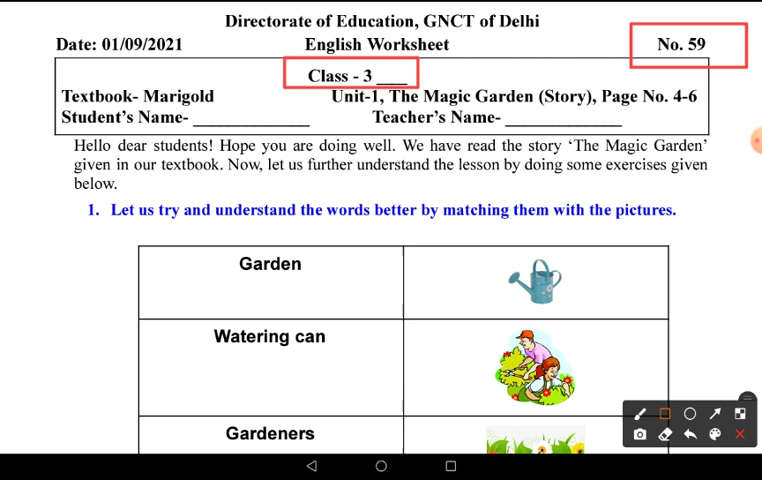 Directorate of Education, GNCT of Delhi
Date: 01/09/2021 English Worksheet No. 59
Class - 3 ____
Textbook- Marigold Unit-1, The Magic Garden (Story), Page No. 4-6
Student’s Name- ______________ Teacher’s Name- ______________
Hello dear students! Hope you are doing well. We have read the story ‘The Magic Garden’
given in our textbook. Now, let us further understand the lesson by doing some exercises given
below.
1. Let us try and understand the words better by matching them with the pictures.
Garden
Watering can
Gardeners